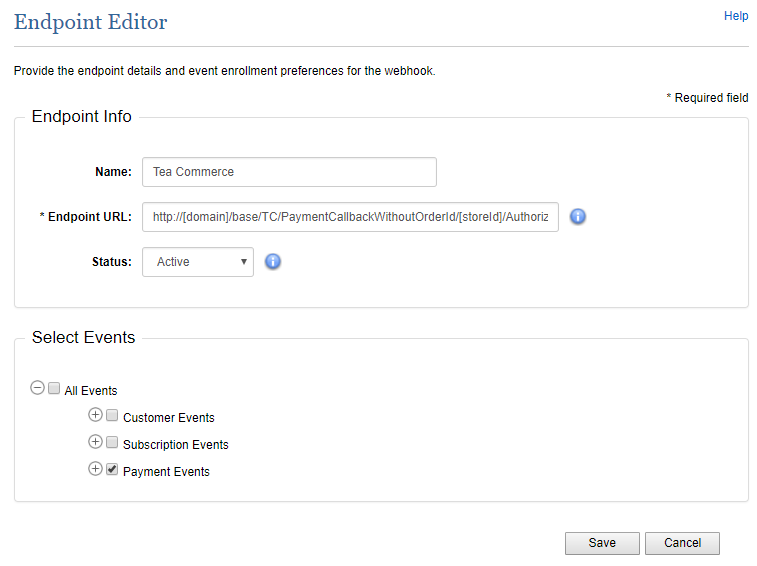 Endpoint Editor
Help
Provide the endpoint details and event enrollment preferences for the webhook.
* Required field
Endpoint Info
Name: Tea Commerce
* Endpoint URL: http://[domain]/base/TC/PaymentCallbackWithoutOrderId/[storeId]/Authoriz
Status: Active
Select Events
All Events
Customer Events
Subscription Events
Payment Events
Save Cancel